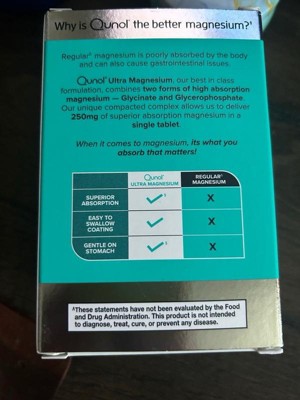 Why is Qunol the better magnesium?†
Regular° magnesium is poorly absorbed by the body
and can also cause gastrointestinal issues.
Qunol® Ultra Magnesium, our best in class
formulation, combines two forms of high absorption
magnesium — Glycinate and Glycerophosphate.
Our unique compacted complex allows us to deliver
250mg of superior absorption magnesium in a
single tablet.
When it comes to magnesium, its what you
absorb that matters!
Qunol®
ULTRA MAGNESIUM
REGULAR°
MAGNESIUM
SUPERIOR
ABSORPTION
✓
X
EASY TO
SWALLOW
COATING
✓
X
GENTLE ON
STOMACH
✓
X
These statements have not been evaluated by the Food
and Drug Administration. This product is not intended
to diagnose, treat, cure, or prevent any disease.